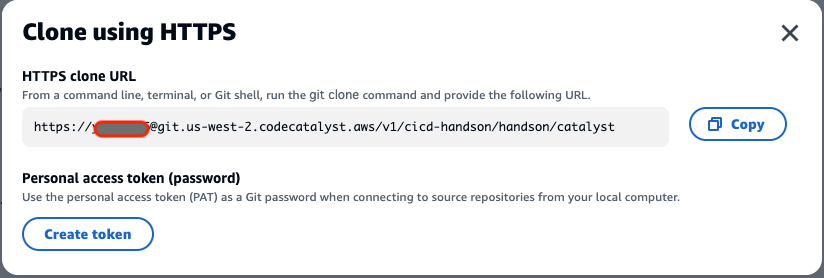 Clone using HTTPS
HTTPS clone URL
From a command line, terminal, or Git shell, run the git clone command and provide the following URL.
https://y @git.us-west-2.codecatalyst.aws/v1/cicd-handson/handson/catalyst
Copy
Personal access token (password)
Use the personal access token (PAT) as a Git password when connecting to source repositories from your local computer.
Create token